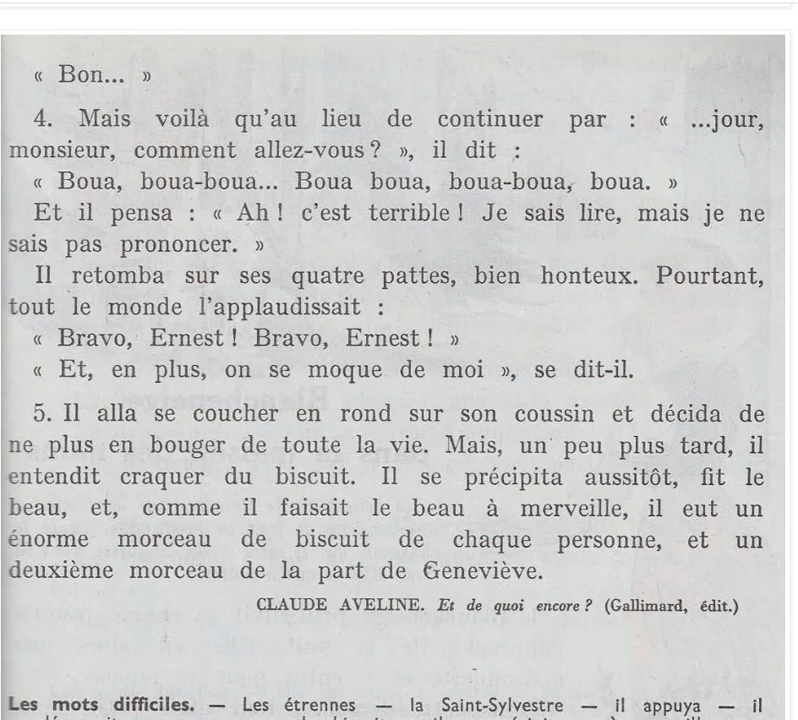 « Bon... »
4. Mais voilà qu'au lieu de continuer par : « ...jour,
monsieur, comment allez-vous ? », il dit :
« Boua, boua-boua... Boua boua, boua-boua, boua. »
Et il pensa : « Ah ! c'est terrible ! Je sais lire, mais je ne
sais pas prononcer. »
Il retomba sur ses quatre pattes, bien honteux. Pourtant,
tout le monde l'applaudissait :
« Bravo, Ernest ! Bravo, Ernest ! »
« Et, en plus, on se moque de moi », se dit-il.
5. Il alla se coucher en rond sur son coussin et décida de
ne plus en bouger de toute la vie. Mais, un peu plus tard, il
entendit craquer du biscuit. Il se précipita aussitôt, fit le
beau, et, comme il faisait le beau à merveille, il eut un
énorme morceau de biscuit de chaque personne, et un
deuxième morceau de la part de Geneviève.
CLAUDE AVELINE. Et de quoi encore ? (Gallimard, édit.)
Les mots difficiles. — Les étrennes — la Saint-Sylvestre — il appuya — il